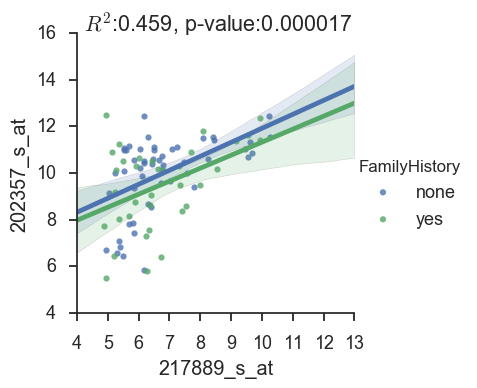 R²:0.459, p-value:0.000017
16
14
12
10
8
6
4
202357_s_at
4 5 6 7 8 9 10 11 12 13
217889_s_at
FamilyHistory
none
yes